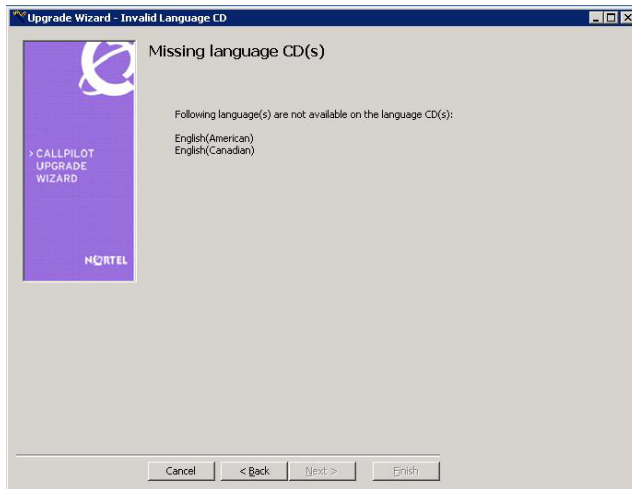 Upgrade Wizard - Invalid Language CD
Missing language CD(s)
Following language(s) are not available on the language CD(s):
English(American)
English(Canadian)
> CALLPILOT
UPGRADE
WIZARD
NORTEL
Cancel
< Back
Next >
Finish